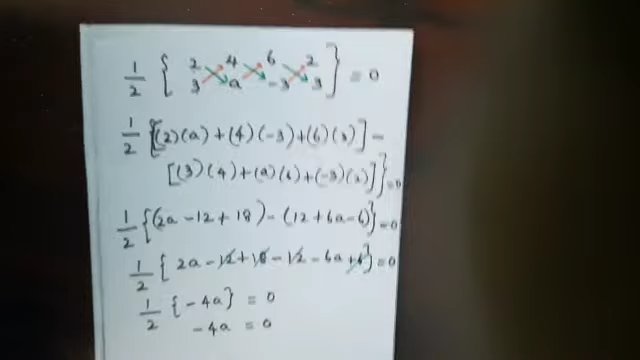 1/2 { 2 4 6 2
3 a -3 3 } = 0
1/2 {[(2)(a)+(4)(-3)+(6)(3)] -
[(3)(4)+(a)(6)+(-3)(2)]} = 0
1/2 {(2a -12 + 18) - (12 + 6a - 6)} = 0
1/2 { 2a - 12 + 18 - 12 - 6a + 6} = 0
1/2 { -4a } = 0
-4a = 0